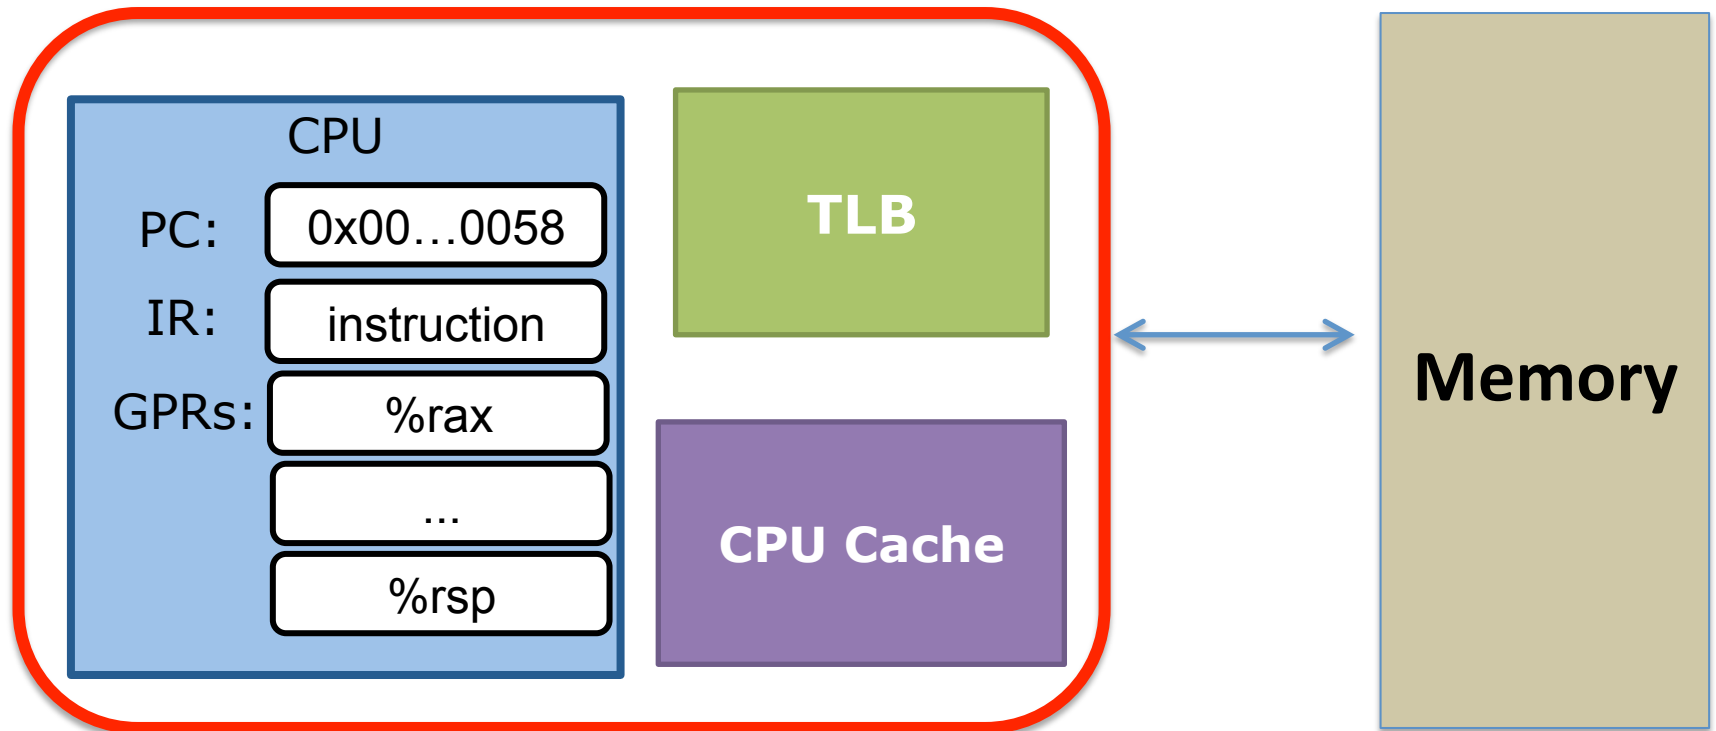 CPU
PC: 0x00...0058
IR: instruction
GPRs: %rax
...
%rsp
TLB
CPU Cache
Memory